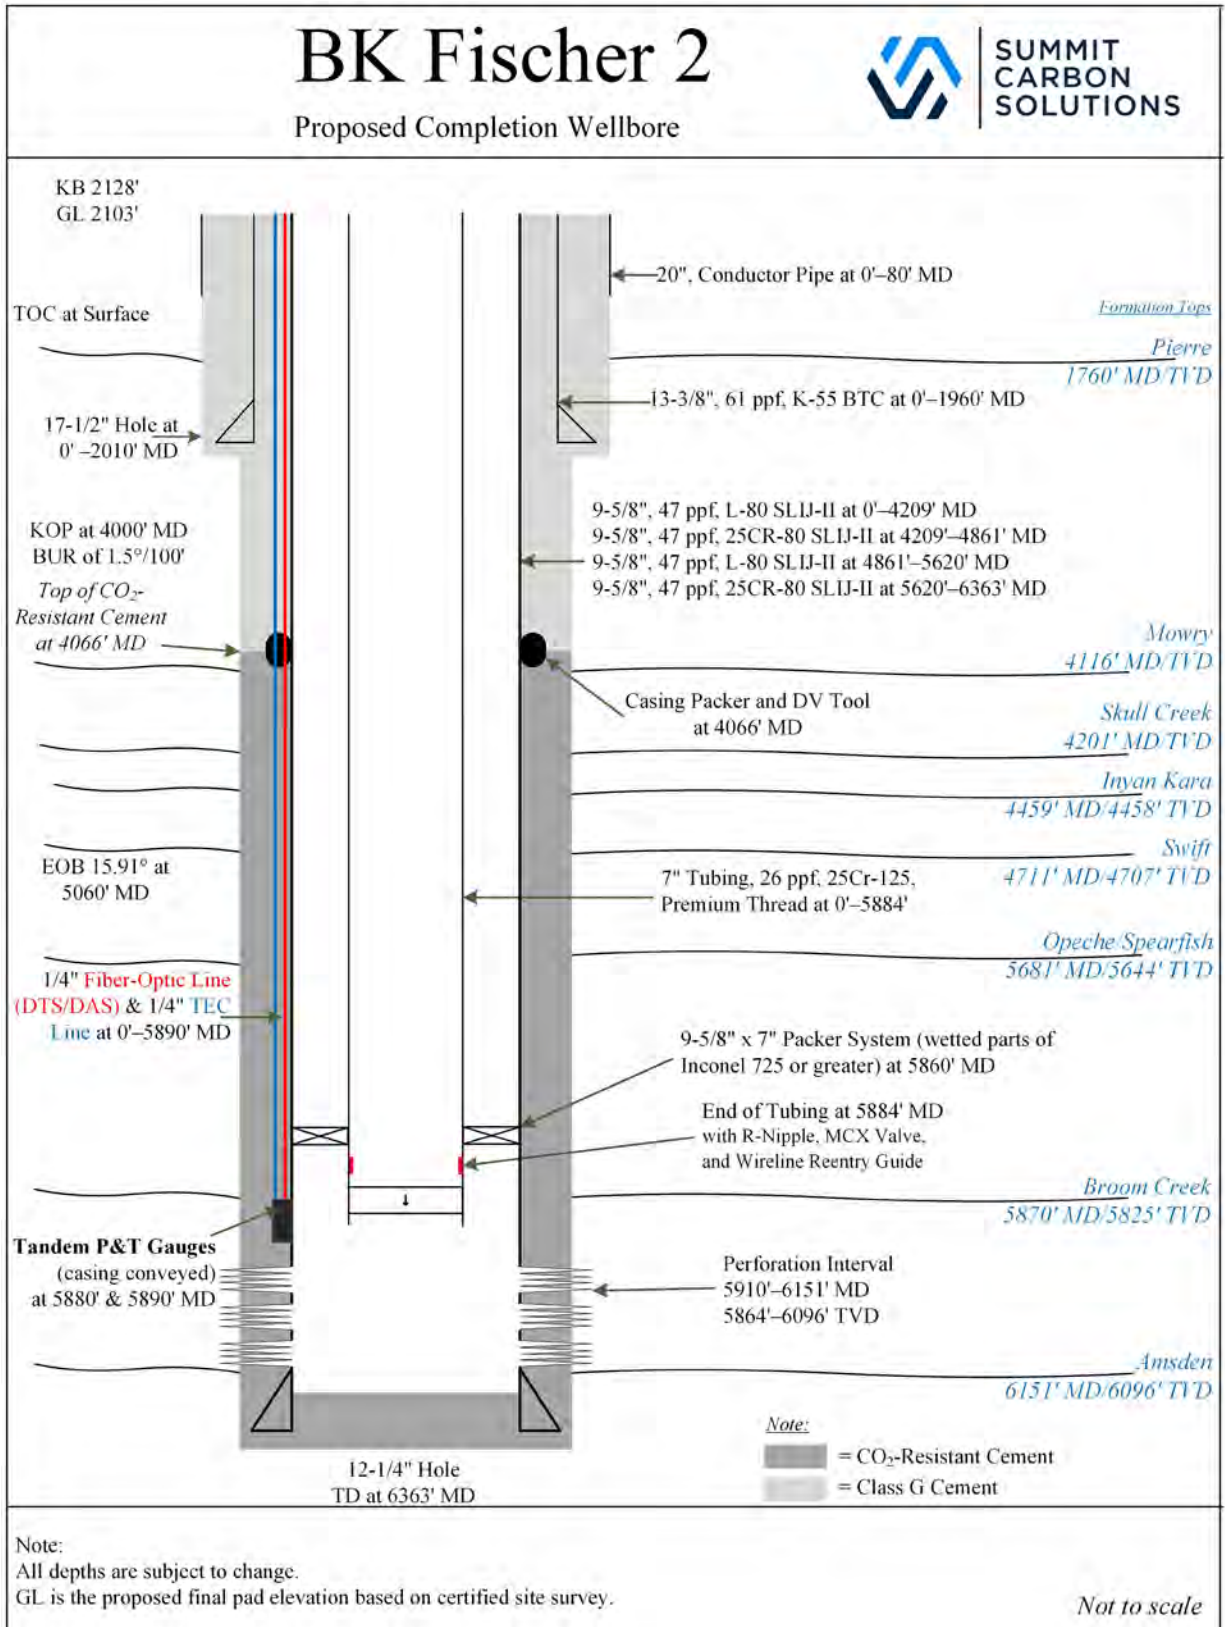 BK Fischer 2
Proposed Completion Wellbore
SUMMIT
CARBON
SOLUTIONS
KB 2128'
GL 2103'
20", Conductor Pipe at 0'–80' MD
TOC at Surface
Formation Tops
Pierre
1760' MD/TVD
13-3/8", 61 ppf, K-55 BTC at 0'–1960' MD
17-1/2" Hole at
0' –2010' MD
9-5/8", 47 ppf, L-80 SLIJ-II at 0'–4209' MD
9-5/8", 47 ppf, 25CR-80 SLIJ-II at 4209'–4861' MD
9-5/8", 47 ppf, L-80 SLIJ-II at 4861'–5620' MD
9-5/8", 47 ppf, 25CR-80 SLIJ-II at 5620'–6363' MD
KOP at 4000' MD
BUR of 1.5°/100'
Top of CO₂-
Resistant Cement
at 4066' MD
Mowry
4116' MD/TVD
Casing Packer and DV Tool
at 4066' MD
Skull Creek
4201' MD/TVD
Inyan Kara
4459' MD/4458' TVD
Swift
4711' MD/4707' TVD
EOB 15.91° at
5060' MD
7" Tubing, 26 ppf, 25Cr-125,
Premium Thread at 0'–5884'
Opeche/Spearfish
5681' MD/5644' TVD
1/4" Fiber-Optic Line
(DTS/DAS) & 1/4" TEC
Line at 0'–5890' MD
9-5/8" x 7" Packer System (wetted parts of
Inconel 725 or greater) at 5860' MD
End of Tubing at 5884' MD
with R-Nipple, MCX Valve,
and Wireline Reentry Guide
Broom Creek
5870' MD/5825' TVD
Tandem P&T Gauges
(casing conveyed)
at 5880' & 5890' MD
Perforation Interval
5910'–6151' MD
5864'–6096' TVD
Amsden
6151' MD/6096' TVD
Note:
= CO₂-Resistant Cement
= Class G Cement
12-1/4" Hole
TD at 6363' MD
Note:
All depths are subject to change.
GL is the proposed final pad elevation based on certified site survey.
Not to scale